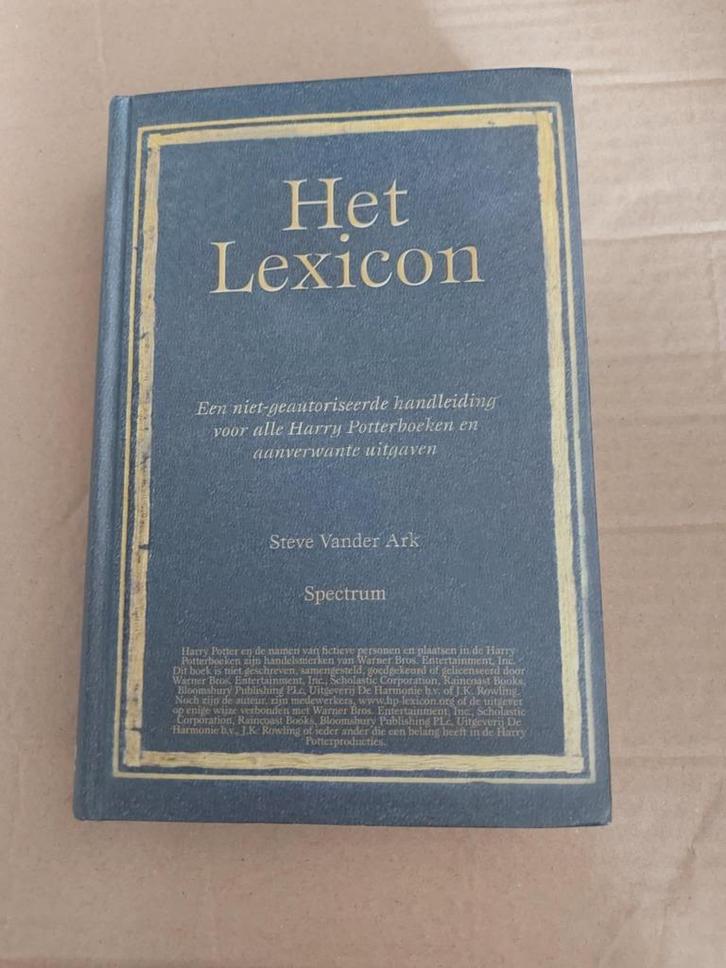 Het
Lexicon
Een niet-geautoriseerde handleiding
voor alle Harry Potterboeken en
aanverwante uitgaven
Steve Vander Ark
Spectrum
Harry Potter en de namen van fictieve personen en plaatsen in de Harry
Potterboeken zijn handelsmerken van Warner Bros. Entertainment, Inc.
Dit boek is niet geschreven, samengesteld, goedgekeurd of gelicenseerd door
Warner Bros. Entertainment, Inc., Scholastic Corporation, Raincoast Books,
Bloomsbury Publishing PLc, Uitgeverij De Harmonie b.v. of J.K. Rowling.
Noch zijn de auteur, zijn medewerkers, www.hp-lexicon.org of de uitgever
op enige wijze verbonden met Warner Bros. Entertainment, Inc., Scholastic
Corporation, Raincoast Books, Bloomsbury Publishing PLc, Uitgeverij De
Harmonie b.v., J.K. Rowling of ieder ander die een belang heeft in de Harry
Potterproducties.